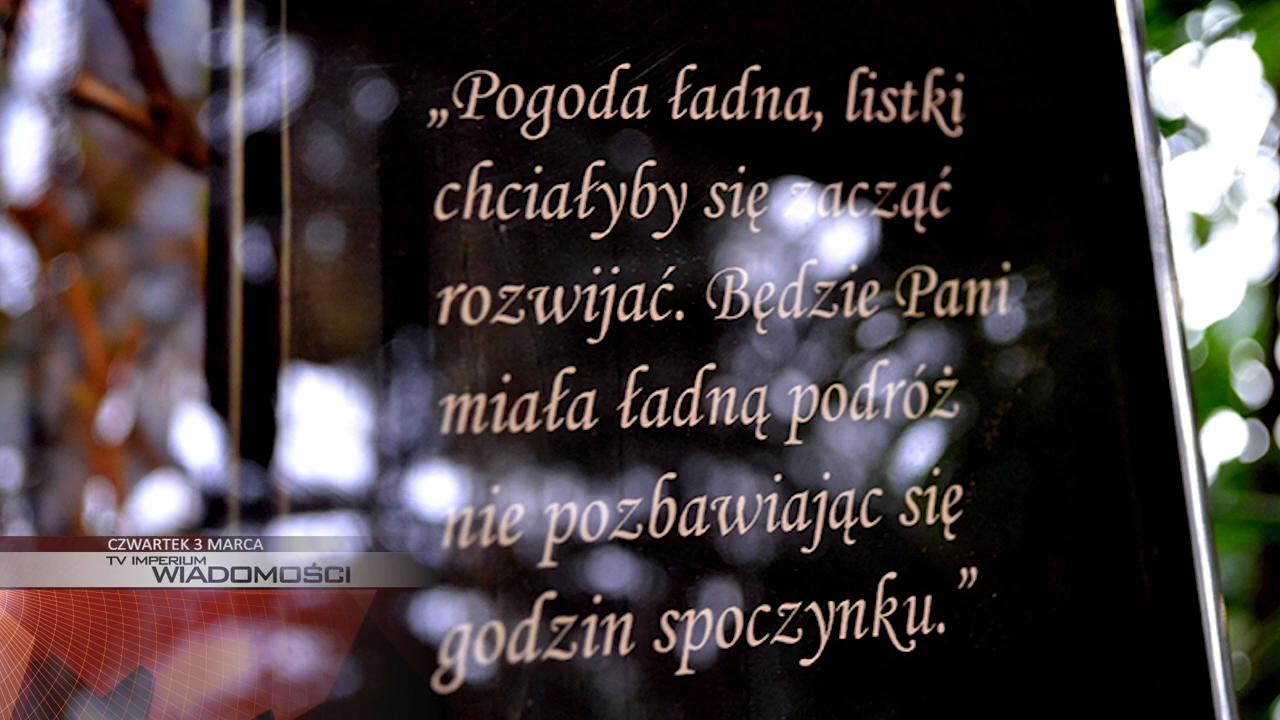 „Pogoda ładna, listki
chciałyby się zacząć
rozwijać. Będzie Pani
miała ładną podróż
nie pozbawiając się
godzin spoczynku.”
CZWARTEK 3 MARCA
TV IMPERIUM
WIADOMOŚCI